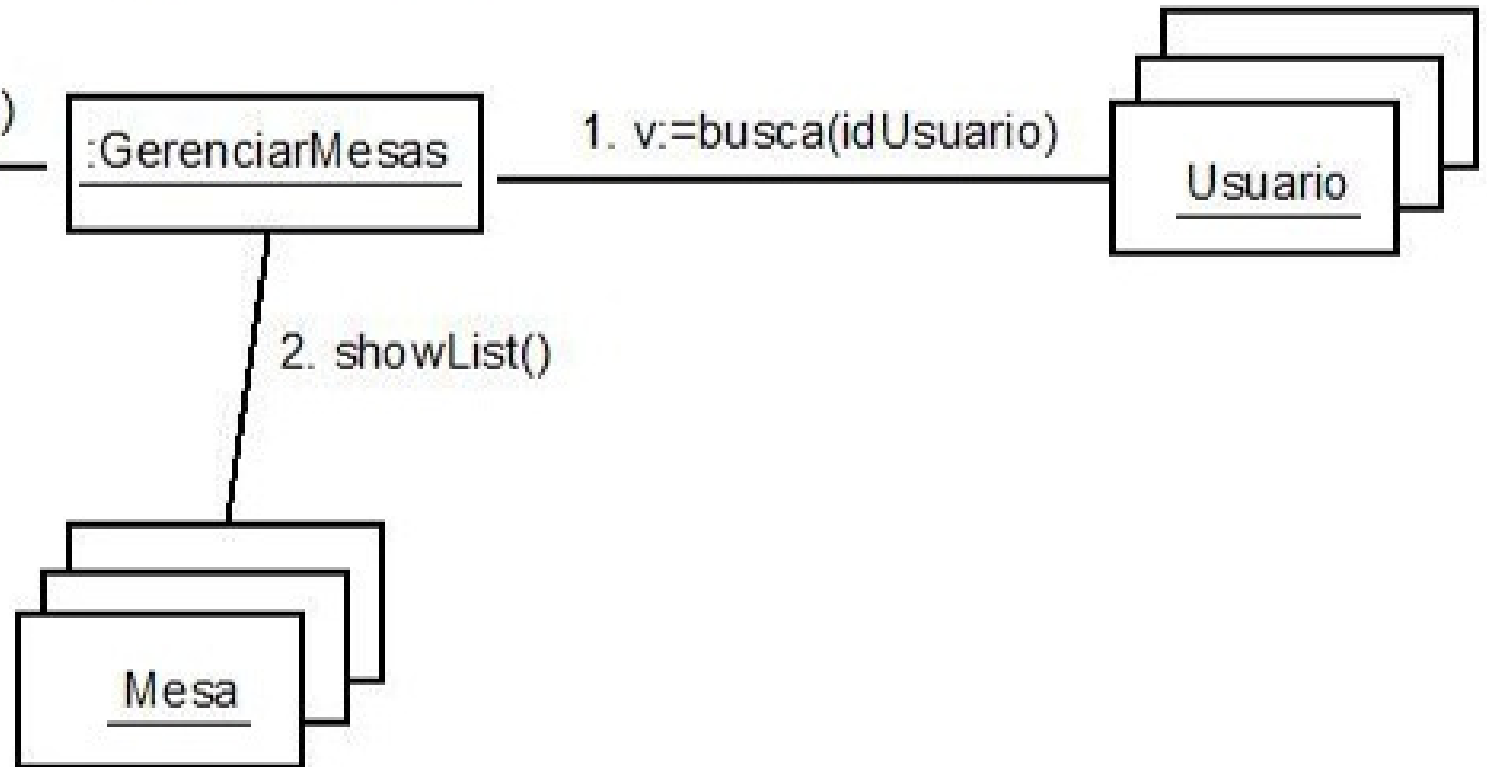 )
:GerenciarMesas
1. v:=busca(idUsuario)
Usuario
2. showList()
Mesa